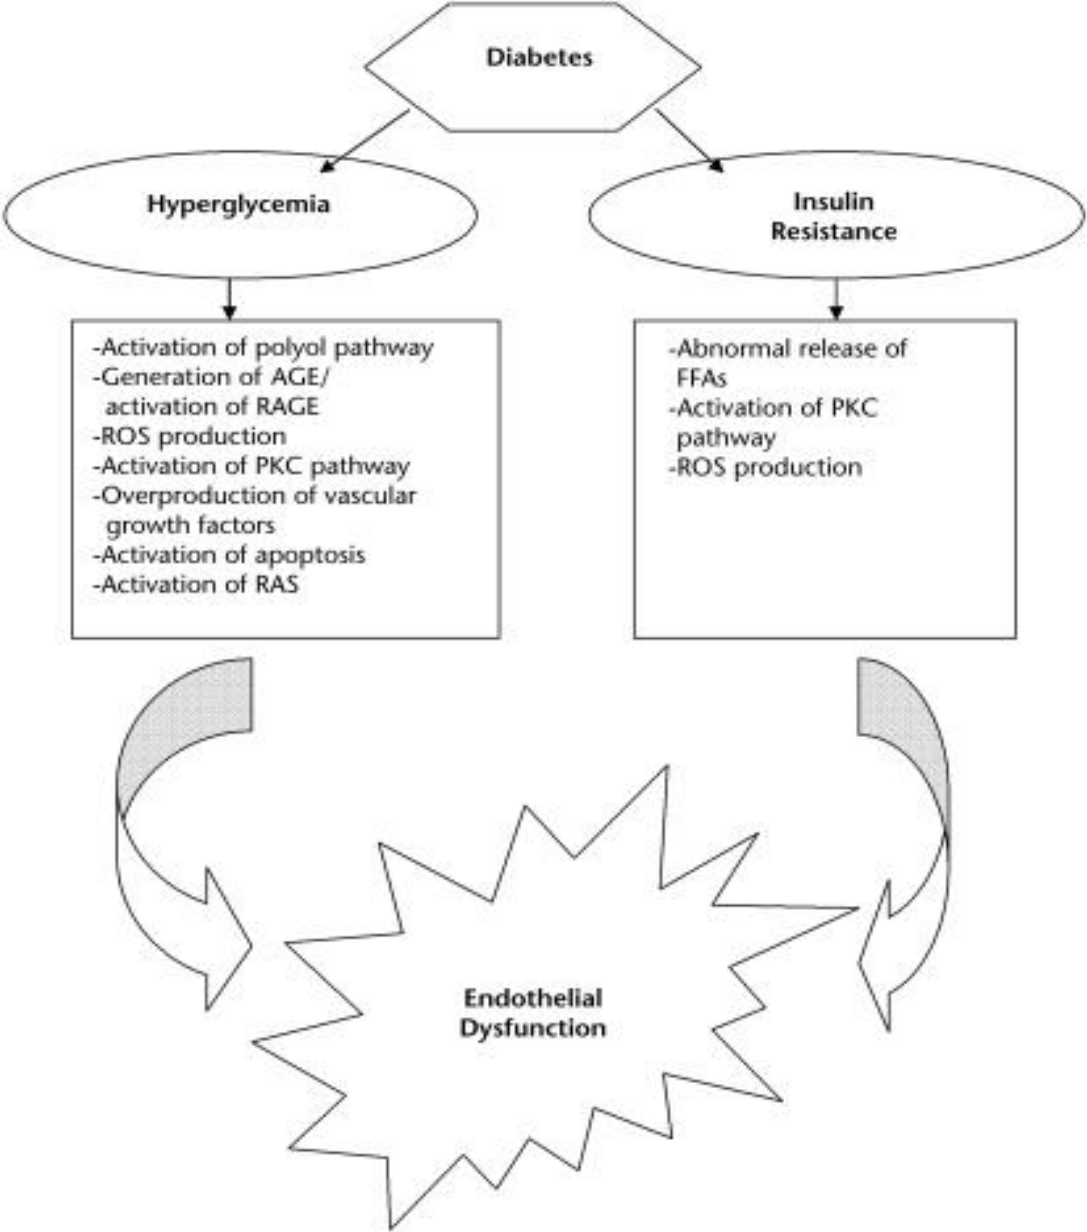 Diabetes
Hyperglycemia
Insulin
Resistance
-Activation of polyol pathway
-Generation of AGE/
activation of RAGE
-ROS production
-Activation of PKC pathway
-Overproduction of vascular
growth factors
-Activation of apoptosis
-Activation of RAS
-Abnormal release of
FFAs
-Activation of PKC
pathway
-ROS production
Endothelial
Dysfunction